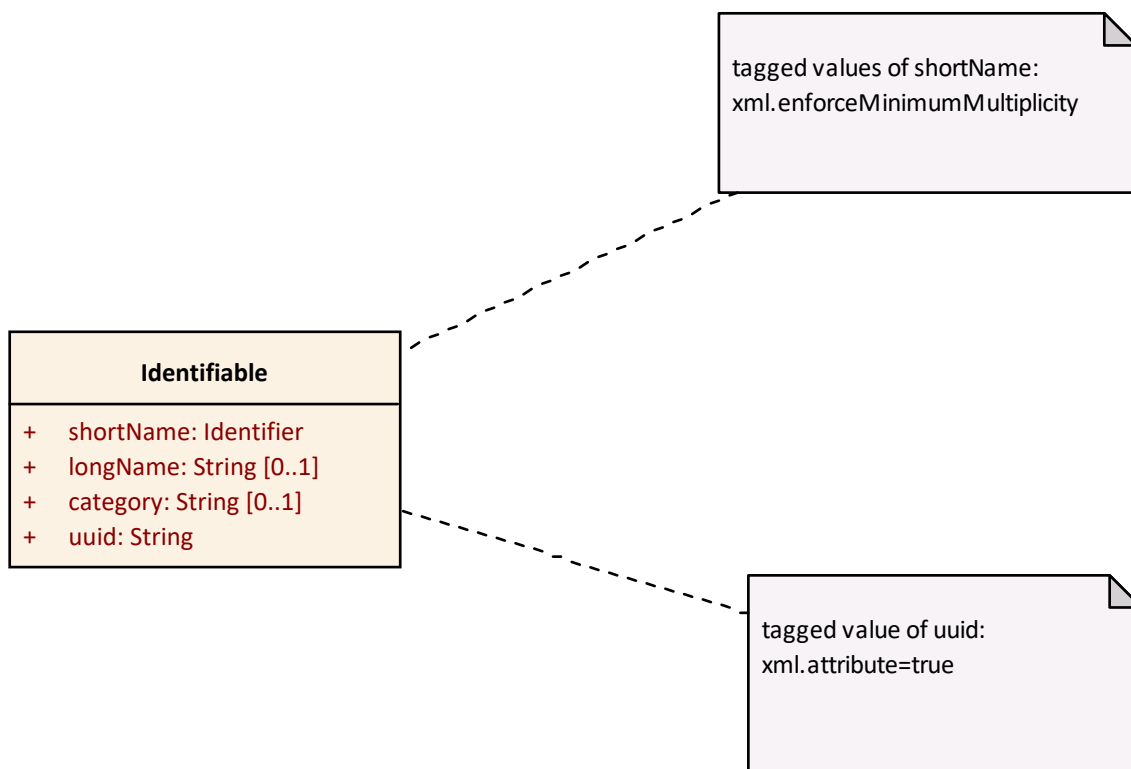 tagged values of shortName:
xml.enforceMinimumMultiplicity
Identifiable
+ shortName: Identifier
+ longName: String [0..1]
+ category: String [0..1]
+ uuid: String
tagged value of uuid:
xml.attribute=true